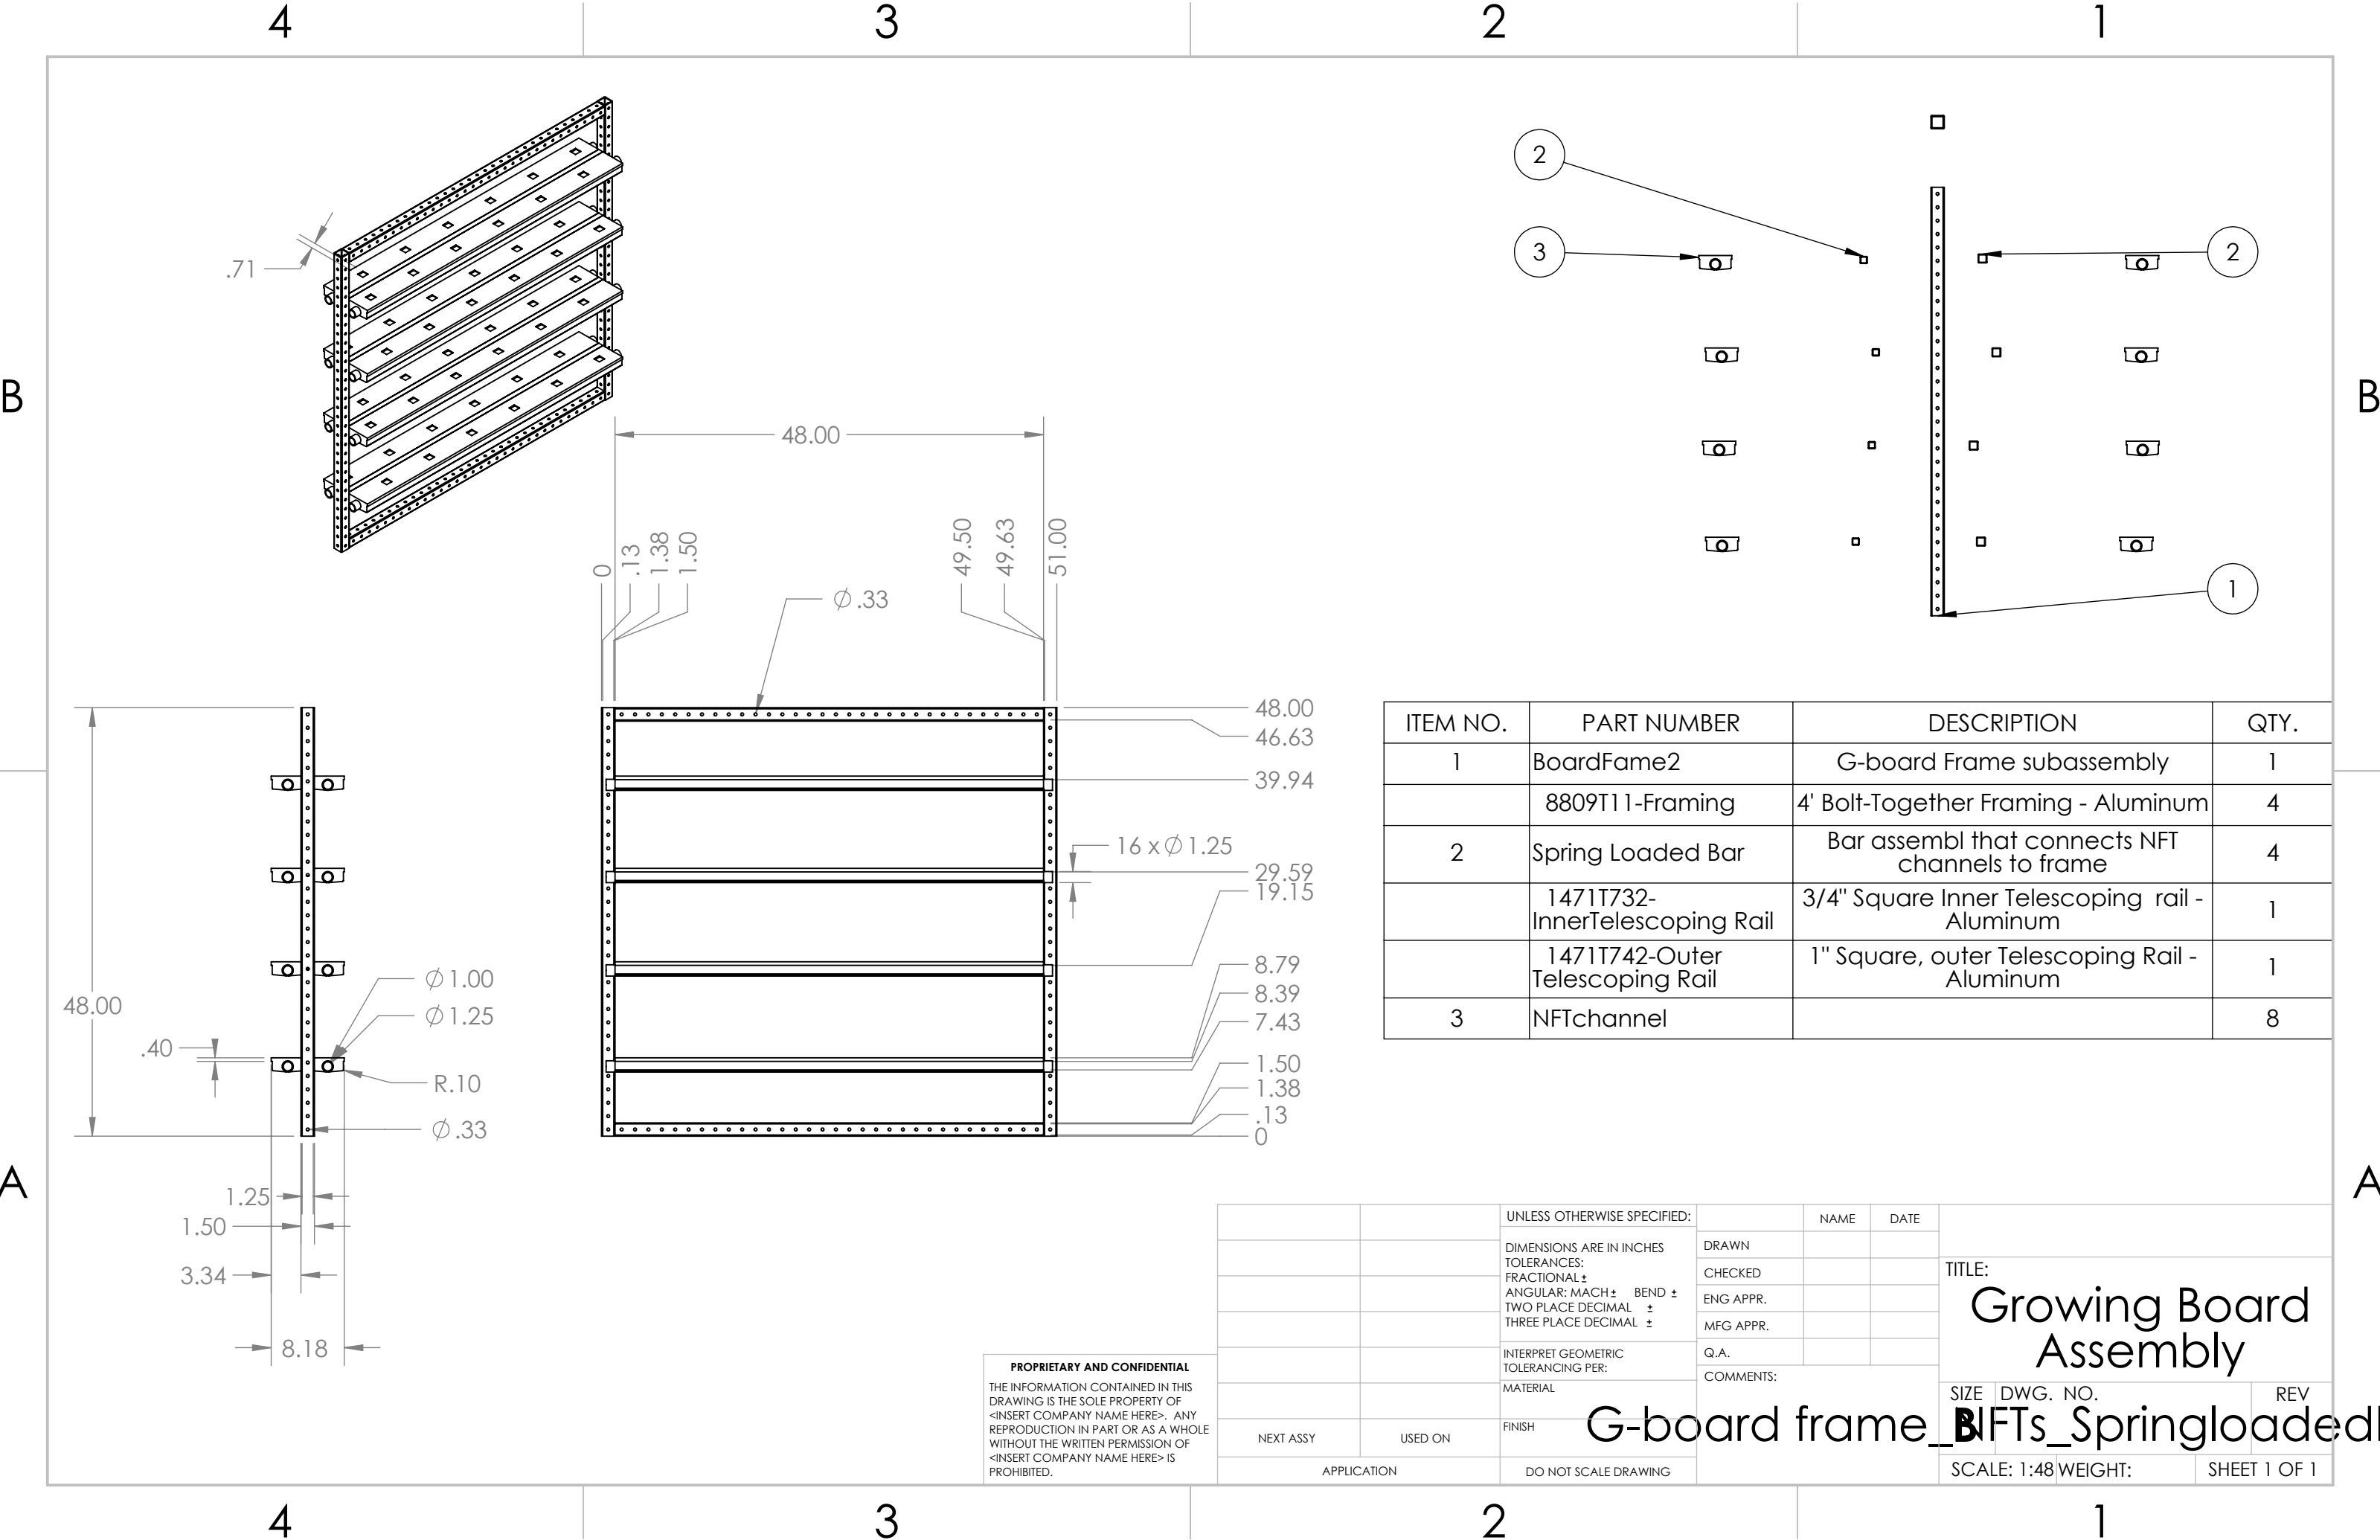 4
3
2
1
B
B
A
A
.71
2
3
2
1
48.00
0
.13
1.38
1.50
49.50
49.63
51.00
∅.33
48.00
46.63
39.94
16 x ∅1.25
29.59
19.15
8.79
8.39
7.43
1.50
1.38
.13
0
48.00
∅1.00
∅1.25
.40
R.10
∅.33
1.25
1.50
3.34
8.18
ITEM NO. PART NUMBER DESCRIPTION QTY.
1 BoardFame2 G-board Frame subassembly 1
8809T11-Framing 4' Bolt-Together Framing - Aluminum 4
2 Spring Loaded Bar Bar assembl that connects NFT
channels to frame 4
1471T732-
InnerTelescoping Rail 3/4" Square Inner Telescoping rail -
Aluminum 1
1471T742-Outer
Telescoping Rail 1" Square, outer Telescoping Rail -
Aluminum 1
3 NFTchannel 8
PROPRIETARY AND CONFIDENTIAL
THE INFORMATION CONTAINED IN THIS
DRAWING IS THE SOLE PROPERTY OF
<INSERT COMPANY NAME HERE>. ANY
REPRODUCTION IN PART OR AS A WHOLE
WITHOUT THE WRITTEN PERMISSION OF
<INSERT COMPANY NAME HERE> IS
PROHIBITED.
NEXT ASSY USED ON
APPLICATION
UNLESS OTHERWISE SPECIFIED:
DIMENSIONS ARE IN INCHES
TOLERANCES:
FRACTIONAL ±
ANGULAR: MACH ± BEND ±
TWO PLACE DECIMAL ±
THREE PLACE DECIMAL ±
INTERPRET GEOMETRIC
TOLERANCING PER:
MATERIAL
FINISH
DO NOT SCALE DRAWING
NAME DATE
DRAWN
CHECKED
ENG APPR.
MFG APPR.
Q.A.
COMMENTS:
TITLE:
Growing Board
Assembly
SIZE DWG. NO. REV
B
G-board frame_NFTs_Springloaded
SCALE: 1:48 WEIGHT: SHEET 1 OF 1
4
3
2
1